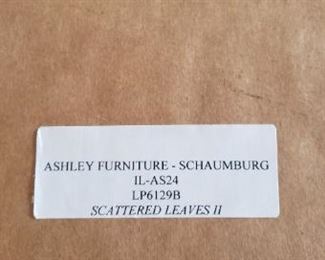 ASHLEY FURNITURE - SCHAUMBURG
IL-AS24
LP6129B
SCATTERED LEAVES II